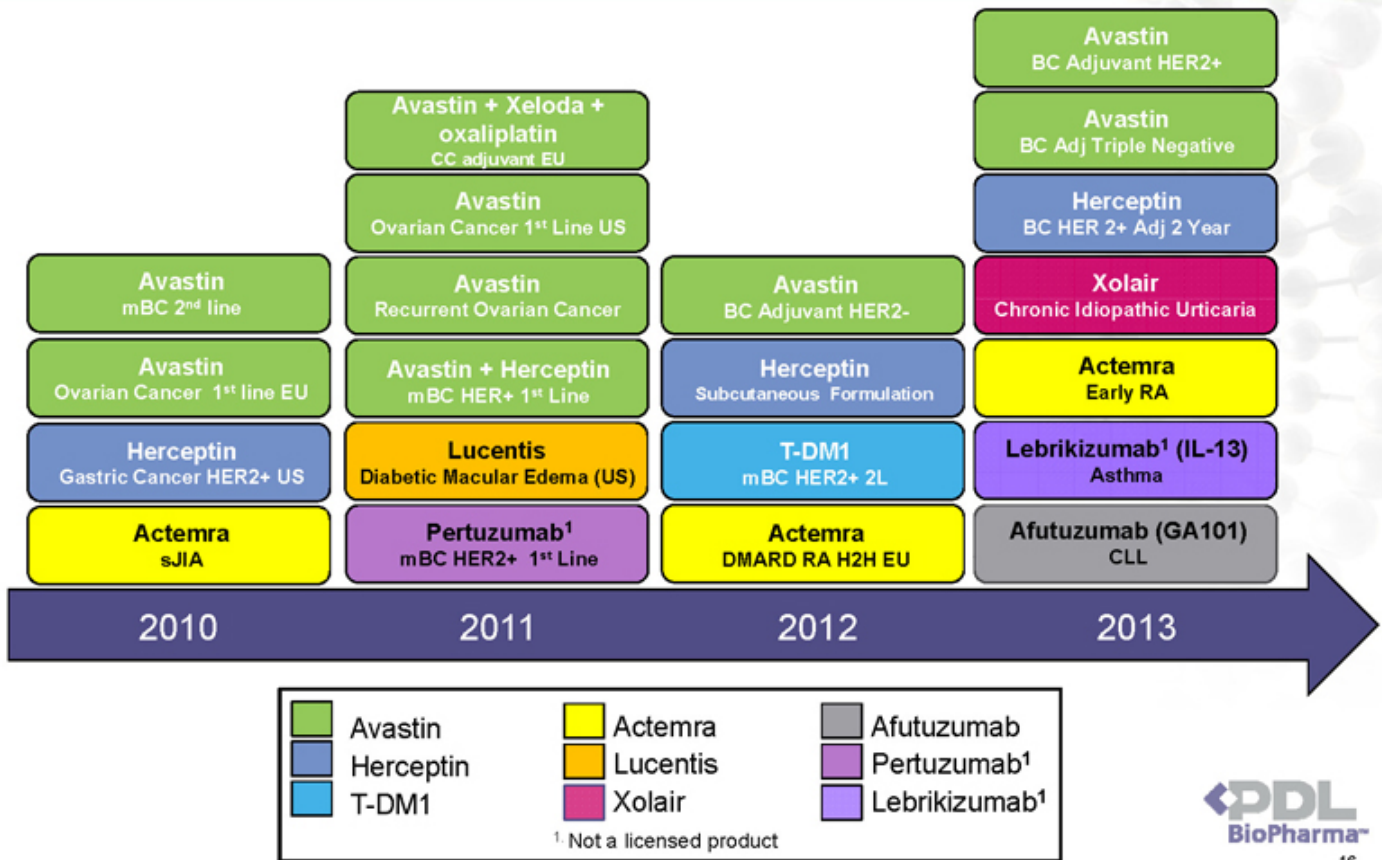 Avastin
mBC 2nd line
Avastin
Ovarian Cancer 1st line EU
Herceptin
Gastric Cancer HER2+ US
Actemra
sJIA
Avastin + Xeloda +
oxaliplatin
CC adjuvant EU
Avastin
Ovarian Cancer 1st Line US
Avastin
Recurrent Ovarian Cancer
Avastin + Herceptin
mBC HER+ 1st Line
Lucentis
Diabetic Macular Edema (US)
Pertuzumab1
mBC HER2+ 1st Line
Avastin
BC Adjuvant HER2-
Herceptin
Subcutaneous Formulation
T-DM1
mBC HER2+ 2L
Actemra
DMARD RA H2H EU
Avastin
BC Adjuvant HER2+
Avastin
BC Adj Triple Negative
Herceptin
BC HER 2+ Adj 2 Year
Xolair
Chronic Idiopathic Urticaria
Actemra
Early RA
Lebrikizumab1 (IL-13)
Asthma
Afutuzumab (GA101)
CLL
2010
2011
2012
2013
Avastin
Herceptin
T-DM1
Actemra
Lucentis
Xolair
Afutuzumab
Pertuzumab1
Lebrikizumab1
1. Not a licensed product
PDL
BioPharma™